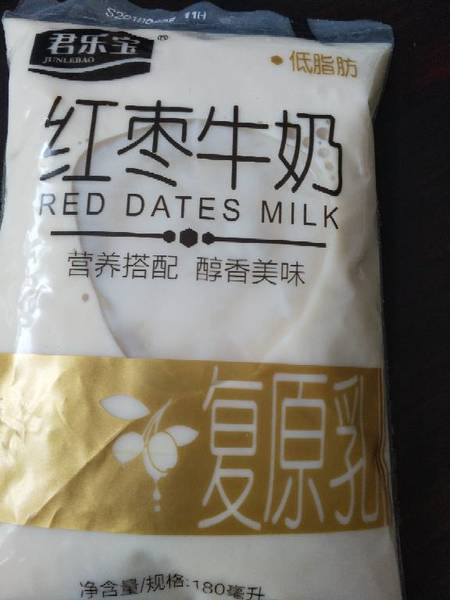 11H
君乐宝®
JUNLEBAO
•低脂肪
红枣牛奶
RED DATES MILK
营养搭配 醇香美味
复原乳
净含量/规格:180毫升